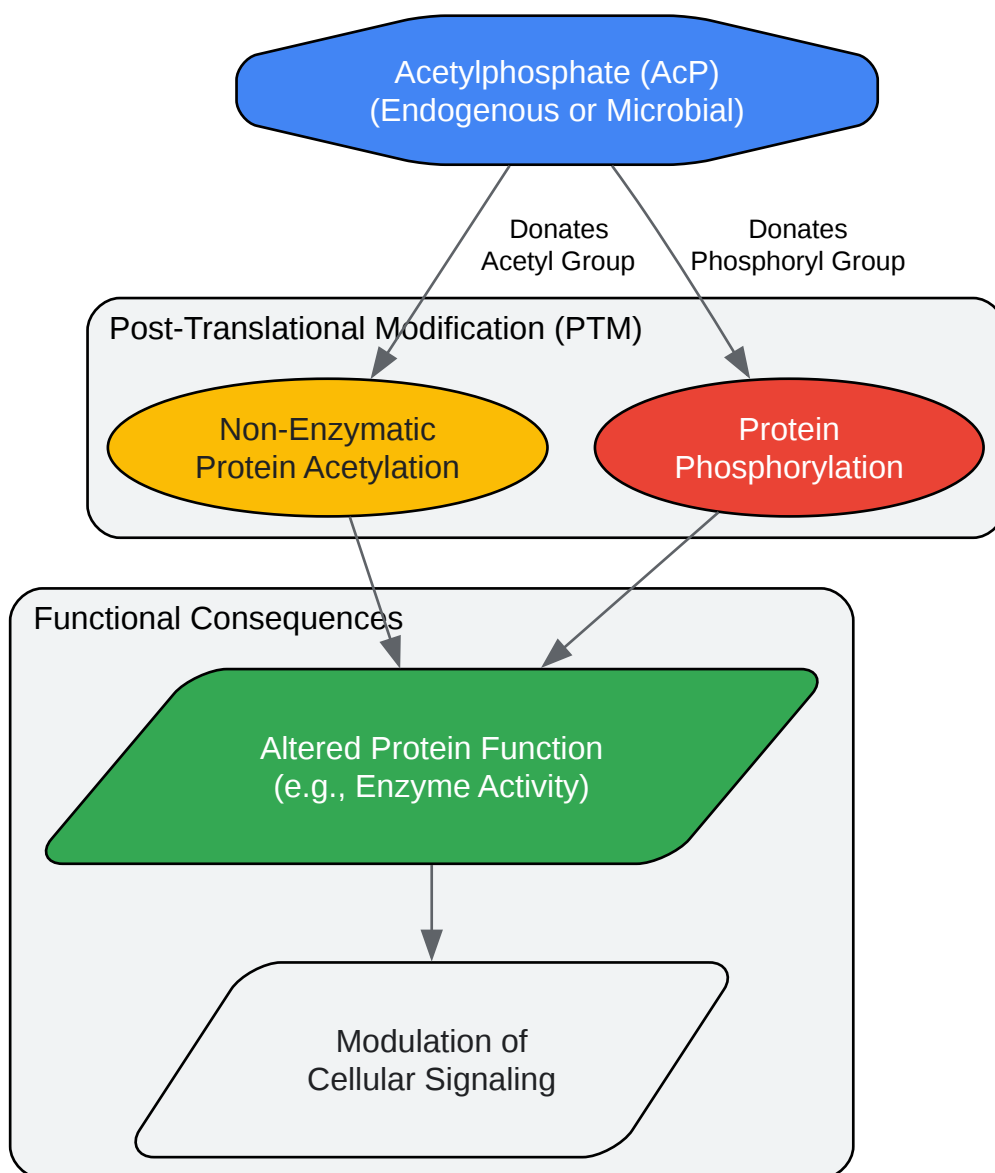 Acetylphosphate (AcP)
(Endogenous or Microbial)
Donates
Acetyl Group
Donates
Phosphoryl Group
Post-Translational Modification (PTM)
Non-Enzymatic
Protein Acetylation
Protein
Phosphorylation
Functional Consequences
Altered Protein Function
(e.g., Enzyme Activity)
Modulation of
Cellular Signaling